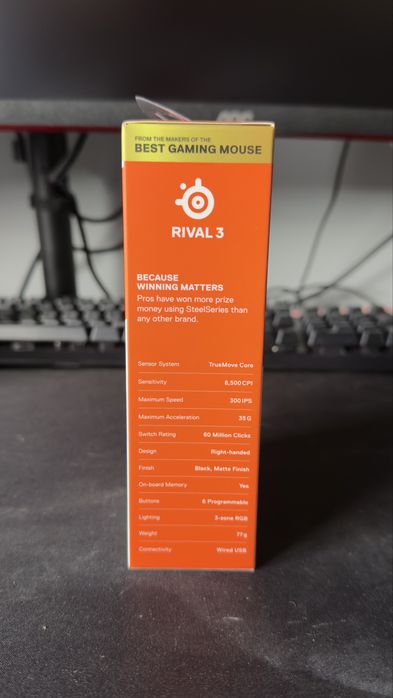 FROM THE MAKERS OF THE
BEST GAMING MOUSE
RIVAL 3
BECAUSE
WINNING MATTERS
Pros have won more prize
money using SteelSeries than
any other brand.
Sensor System TrueMove Core
Sensitivity 8,500 CPI
Maximum Speed 300 IPS
Maximum Acceleration 35 G
Switch Rating 60 Million Clicks
Design Right-handed
Finish Black, Matte Finish
On-board Memory Yes
Buttons 6 Programmable
Lighting 3-zone RGB
Weight 77 g
Connectivity Wired USB